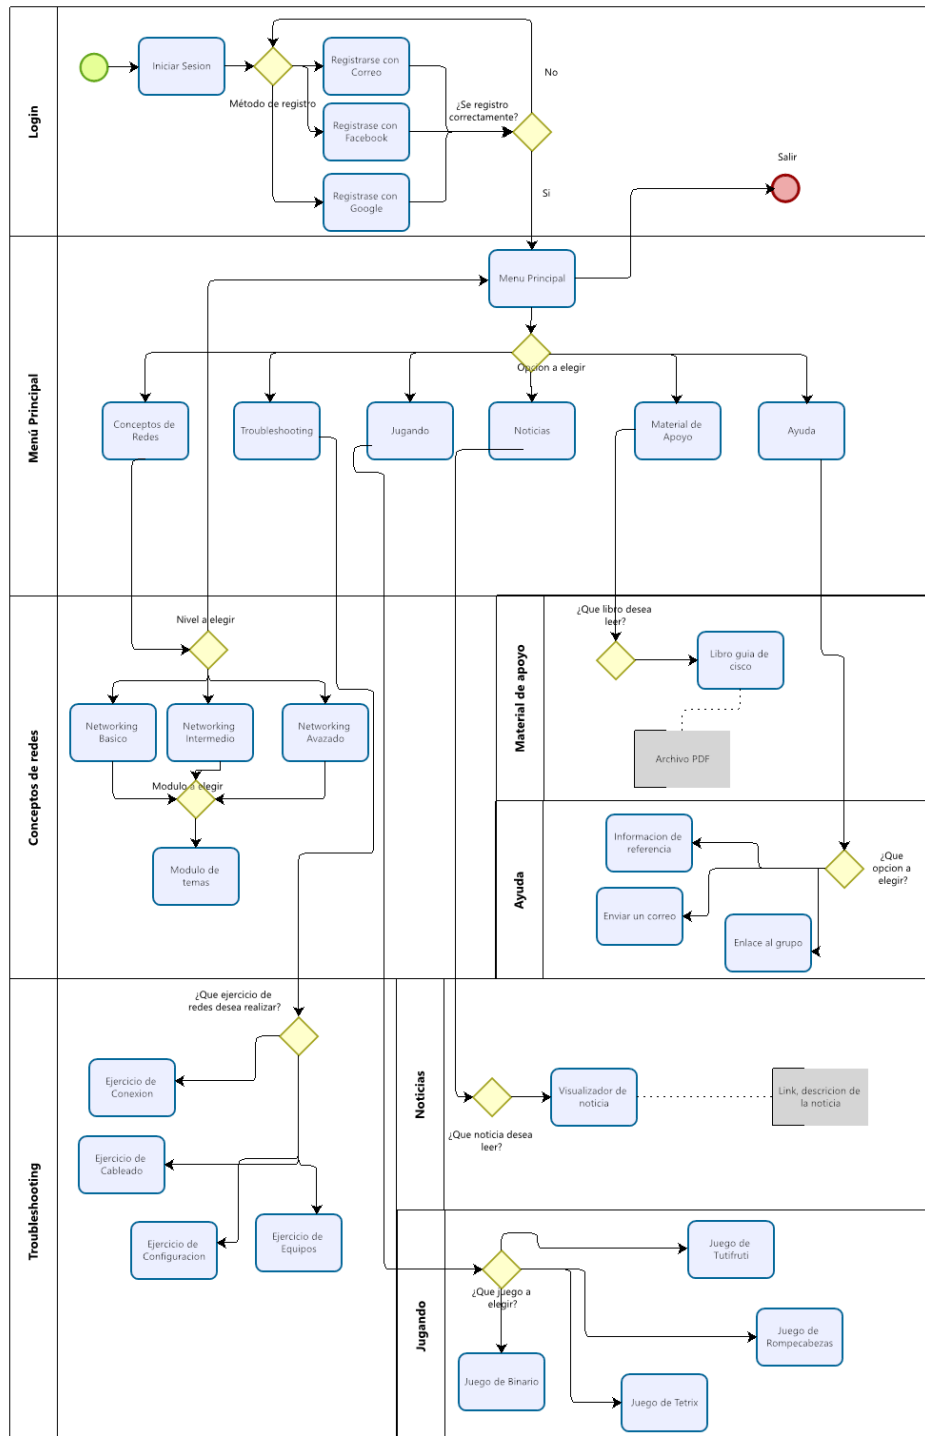 Login
Iniciar Sesion
Método de registro
Registrarse con
Correo
Registrase con
Facebook
Registrase con
Google
¿Se registro
correctamente?
No
Si
Salir
Menú Principal
Menu Principal
Opcion a elegir
Conceptos de
Redes
Troubleshooting
Jugando
Noticias
Material de
Apoyo
Ayuda
Conceptos de redes
Nivel a elegir
Networking
Basico
Networking
Intermedio
Networking
Avazado
Modulo a elegir
Modulo de
temas
Material de apoyo
¿Que libro desea
leer?
Libro guia de
cisco
Archivo PDF
Ayuda
Informacion de
referencia
Enviar un correo
Enlace al grupo
¿Que
opcion a
elegir?
Troubleshooting
¿Que ejercicio de
redes desea realizar?
Ejercicio de
Conexion
Ejercicio de
Cableado
Ejercicio de
Configuracion
Ejercicio de
Equipos
Noticias
¿Que noticia desea
leer?
Visualizador de
noticia
Link, descricion de
la noticia
Jugando
¿Que juego a
elegir?
Juego de
Tutifruti
Juego de
Rompecabezas
Juego de Binario
Juego de Tetrix